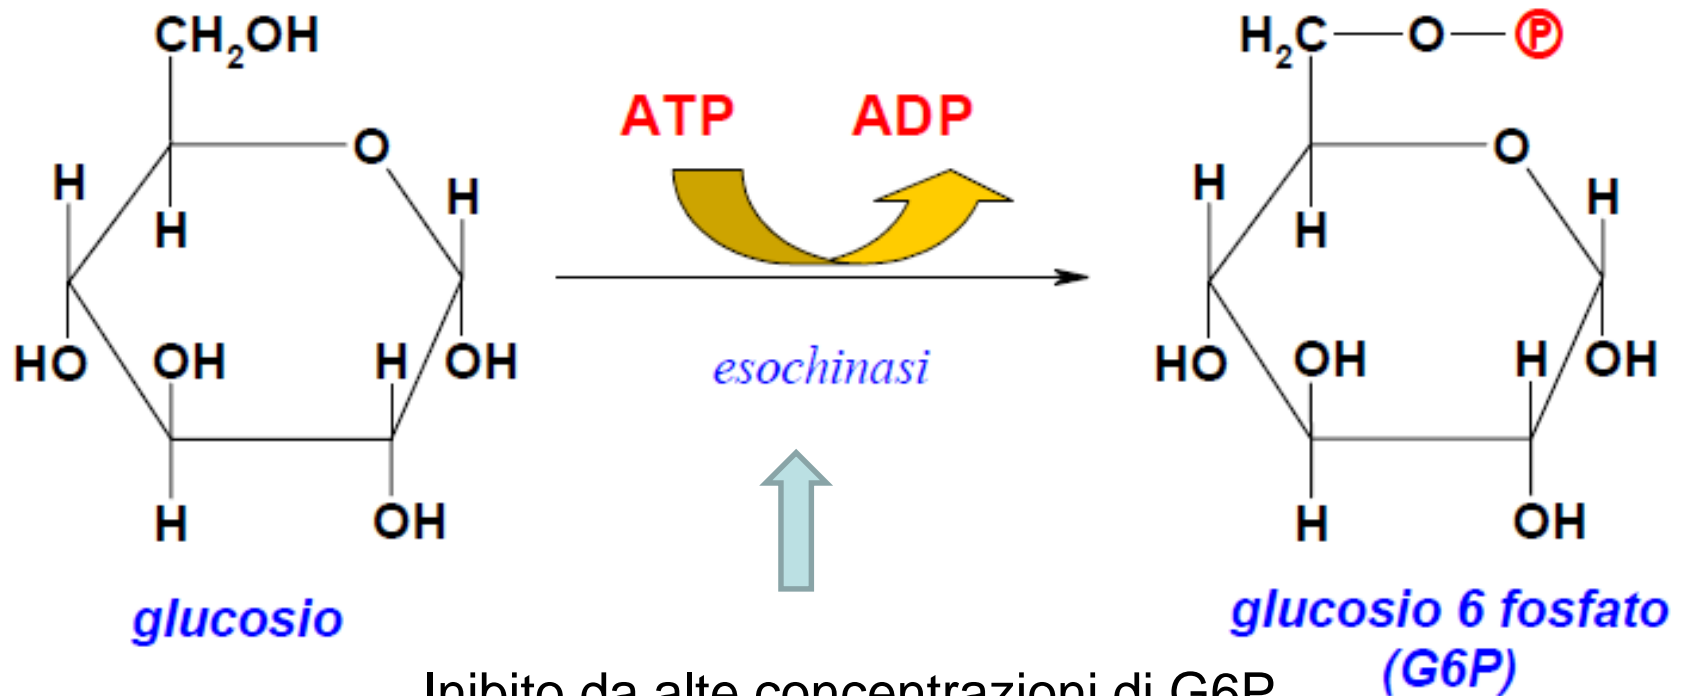 CH2OH
O
H
H
H
HO
OH
H
OH
H
OH
glucosio
ATP ADP
esochinasi
Inibito da alte concentrazioni di G6P
H2C—O—P
O
H
H
H
HO
OH
H
OH
H
OH
glucosio 6 fosfato
(G6P)